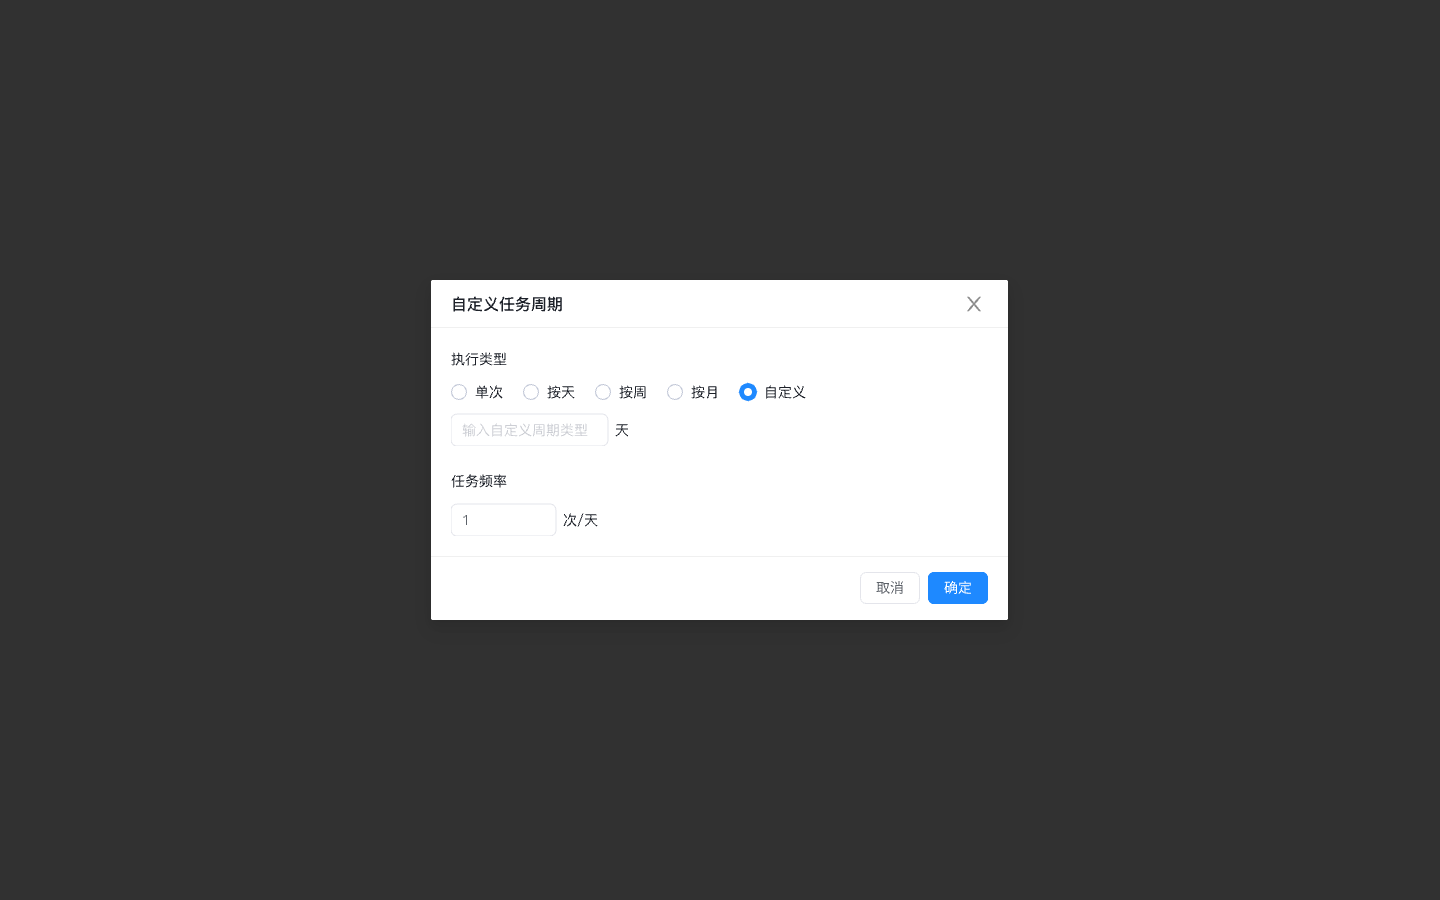 自定义任务周期
执行类型
单次 按天 按周 按月 自定义
输入自定义周期类型 天
任务频率
1 次/天
取消 确定